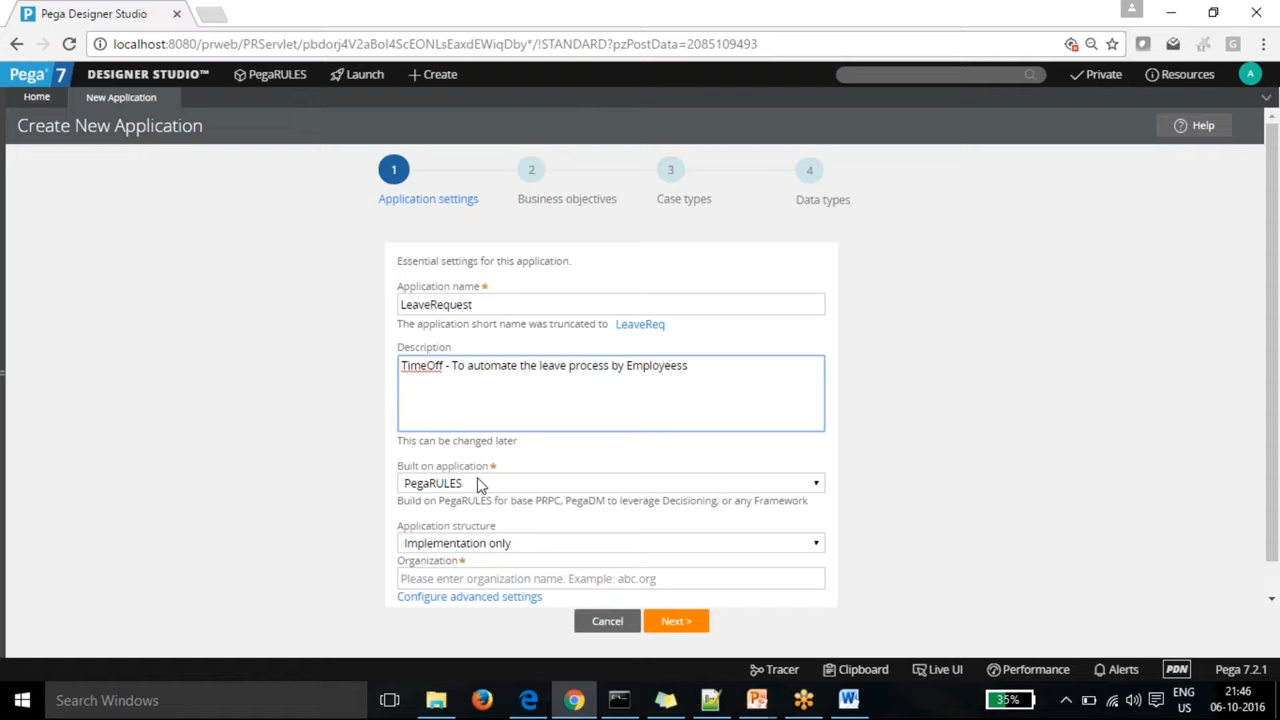 Pega Designer Studio
localhost:8080/prweb/PRServlet/pbdorj4V2aBoI4ScEONLsEaxdEWiqDby*/!STANDARD?pzPostData=2085109493
Pega 7 DESIGNER STUDIO™ PegaRULES Launch Create Private Resources A
Home New Application
Create New Application Help
1 2 3 4
Application settings Business objectives Case types Data types
Essential settings for this application.
Application name
LeaveRequest
The application short name was truncated to LeaveReq
Description
TimeOff - To automate the leave process by Employeess
This can be changed later
Built on application
PegaRULES
Build on PegaRULES for base PRPC, PegaDM to leverage Decisioning, or any Framework
Application structure
Implementation only
Organization
Please enter organization name. Example: abc.org
Configure advanced settings
Cancel Next >
Tracer Clipboard Live UI Performance Alerts PDN Pega 7.2.1
Search Windows 35% ENG 21:46
US 06-10-2016